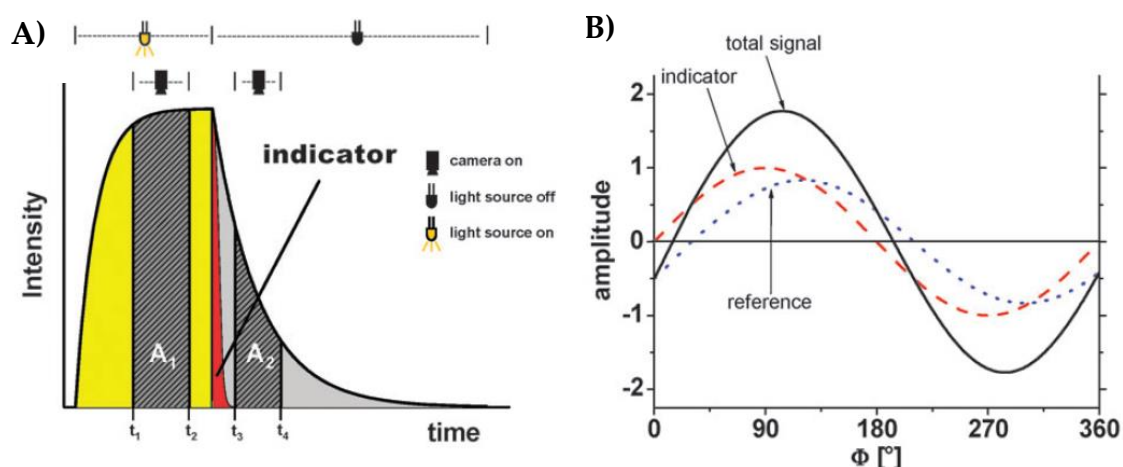 A)
camera on
indicator
light source off
light source on
Intensity
A₁
A₂
t₁ t₂ t₃ t₄
time
B)
total signal
indicator
reference
amplitude
2
1
0
-1
-2
0 90 180 270 360
Φ [°]